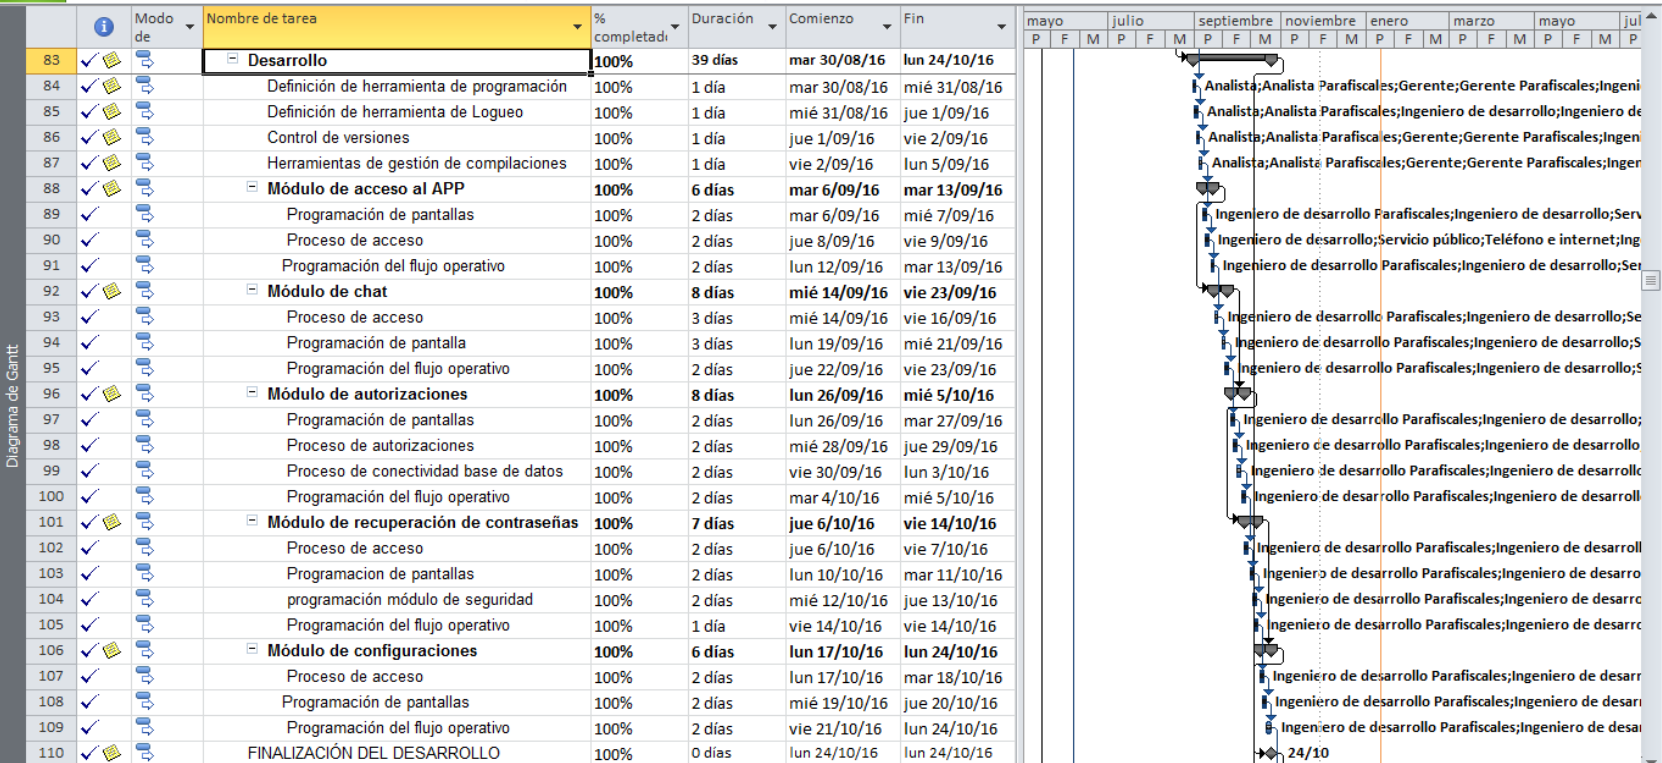 Modo de Nombre de tarea % completado Duración Comienzo Fin mayo julio septiembre noviembre enero marzo mayo jul
P F M P F M P F M P F M P F M P F M P F M P
83 Desarrollo 100% 39 días mar 30/08/16 lun 24/10/16
84 Definición de herramienta de programación 100% 1 día mar 30/08/16 mié 31/08/16 Analista;Analista Parafiscales;Gerente;Gerente Parafiscales;Ingeni
85 Definición de herramienta de Logueo 100% 1 día mié 31/08/16 jue 1/09/16 Analista;Analista Parafiscales;Ingeniero de desarrollo;Ingeniero de
86 Control de versiones 100% 1 día jue 1/09/16 vie 2/09/16 Analista;Analista Parafiscales;Gerente;Gerente Parafiscales;Ingeni
87 Herramientas de gestión de compilaciones 100% 1 día vie 2/09/16 lun 5/09/16 Analista;Analista Parafiscales;Gerente;Gerente Parafiscales;Ingen
88 Módulo de acceso al APP 100% 6 días mar 6/09/16 mar 13/09/16
89 Programación de pantallas 100% 2 días mar 6/09/16 mié 7/09/16 Ingeniero de desarrollo Parafiscales;Ingeniero de desarrollo;Serv
90 Proceso de acceso 100% 2 días jue 8/09/16 vie 9/09/16 Ingeniero de desarrollo;Servicio público;Teléfono e internet;Ing
91 Programación del flujo operativo 100% 2 días lun 12/09/16 mar 13/09/16 Ingeniero de desarrollo Parafiscales;Ingeniero de desarrollo;Ser
92 Módulo de chat 100% 8 días mié 14/09/16 vie 23/09/16
93 Proceso de acceso 100% 3 días mié 14/09/16 vie 16/09/16 Ingeniero de desarrollo Parafiscales;Ingeniero de desarrollo;Se
94 Programación de pantalla 100% 3 días lun 19/09/16 mié 21/09/16 Ingeniero de desarrollo Parafiscales;Ingeniero de desarrollo;S
95 Programación del flujo operativo 100% 2 días jue 22/09/16 vie 23/09/16 Ingeniero de desarrollo Parafiscales;Ingeniero de desarrollo;S
96 Módulo de autorizaciones 100% 8 días lun 26/09/16 mié 5/10/16
97 Programación de pantallas 100% 2 días lun 26/09/16 mar 27/09/16 Ingeniero de desarrollo Parafiscales;Ingeniero de desarrollo;
98 Proceso de autorizaciones 100% 2 días mié 28/09/16 jue 29/09/16 Ingeniero de desarrollo Parafiscales;Ingeniero de desarrollo
99 Proceso de conectividad base de datos 100% 2 días vie 30/09/16 lun 3/10/16 Ingeniero de desarrollo Parafiscales;Ingeniero de desarrollo
100 Programación del flujo operativo 100% 2 días mar 4/10/16 mié 5/10/16 Ingeniero de desarrollo Parafiscales;Ingeniero de desarroll
101 Módulo de recuperación de contraseñas 100% 7 días jue 6/10/16 vie 14/10/16
102 Proceso de acceso 100% 2 días jue 6/10/16 vie 7/10/16 Ingeniero de desarrollo Parafiscales;Ingeniero de desarroll
103 Programacion de pantallas 100% 2 días lun 10/10/16 mar 11/10/16 Ingeniero de desarrollo Parafiscales;Ingeniero de desarro
104 programación módulo de seguridad 100% 2 días mié 12/10/16 jue 13/10/16 Ingeniero de desarrollo Parafiscales;Ingeniero de desarro
105 Programación del flujo operativo 100% 1 día vie 14/10/16 vie 14/10/16 Ingeniero de desarrollo Parafiscales;Ingeniero de desarrc
106 Módulo de configuraciones 100% 6 días lun 17/10/16 lun 24/10/16
107 Proceso de acceso 100% 2 días lun 17/10/16 mar 18/10/16 Ingeniero de desarrollo Parafiscales;Ingeniero de desarr
108 Programación de pantallas 100% 2 días mié 19/10/16 jue 20/10/16 Ingeniero de desarrollo Parafiscales;Ingeniero de desar
109 Programación del flujo operativo 100% 2 días vie 21/10/16 lun 24/10/16 Ingeniero de desarrollo Parafiscales;Ingeniero de desar
110 FINALIZACIÓN DEL DESARROLLO 100% 0 días lun 24/10/16 lun 24/10/16 24/10
Diagrama de Gantt